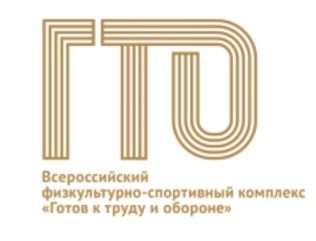 ГТО
Всероссийский
физкультурно-спортивный комплекс
«Готов к труду и обороне»